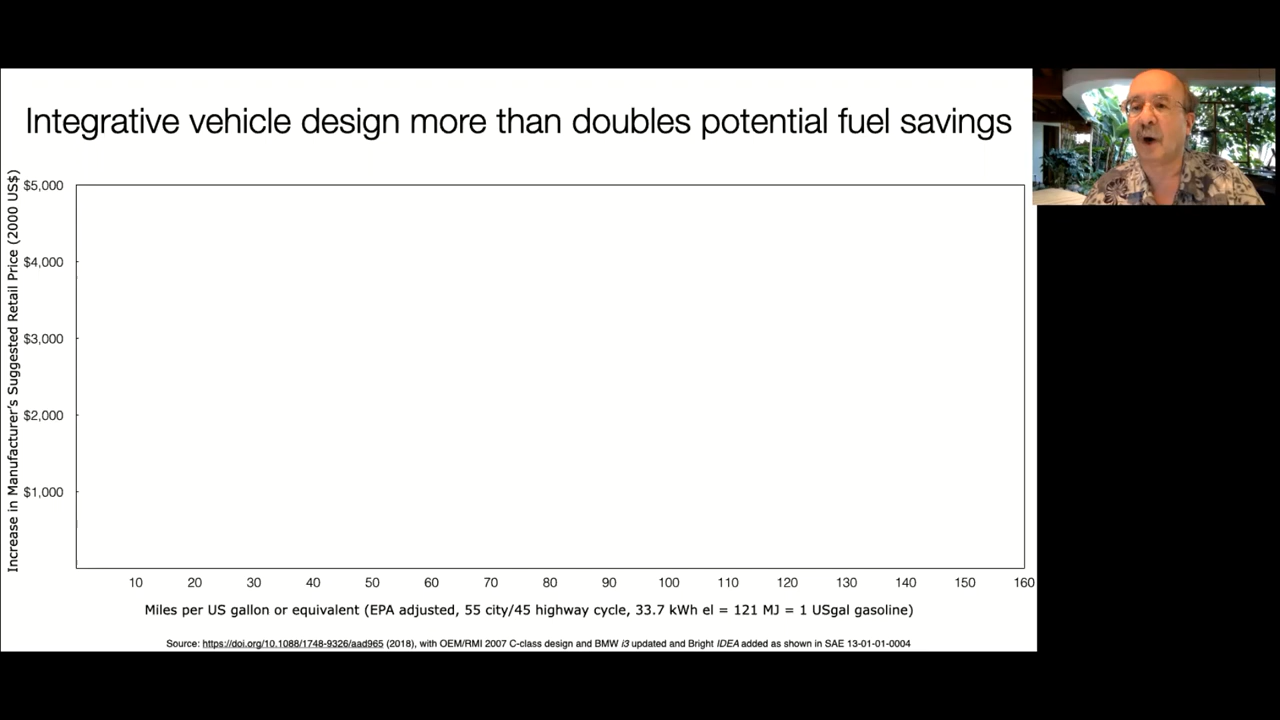 Integrative vehicle design more than doubles potential fuel savings
Increase in Manufacturer's Suggested Retail Price (2000 US$)
$5,000
$4,000
$3,000
$2,000
$1,000
10 20 30 40 50 60 70 80 90 100 110 120 130 140 150 160
Miles per US gallon or equivalent (EPA adjusted, 55 city/45 highway cycle, 33.7 kWh el = 121 MJ = 1 USgal gasoline)
Source: https://doi.org/10.1088/1748-9326/aad965 (2018), with OEM/RMI 2007 C-class design and BMW i3 updated and Bright IDEA added as shown in SAE 13-01-01-0004